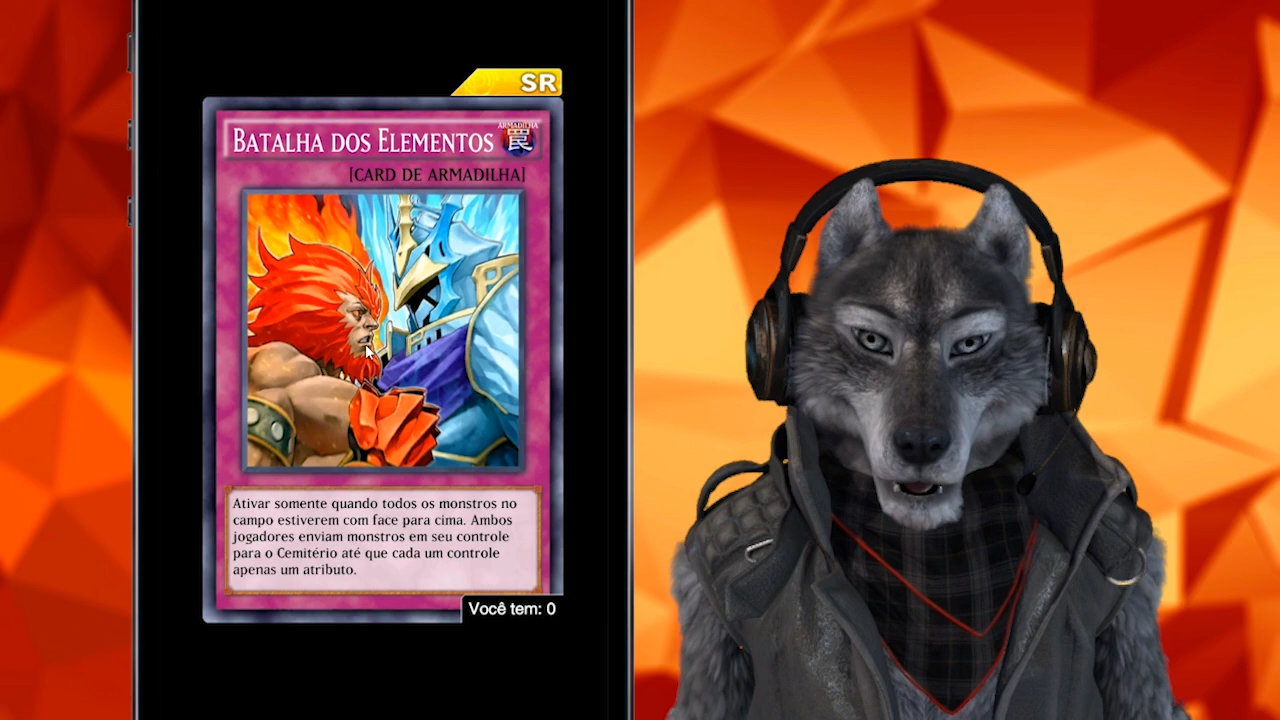 SR
BATALHA DOS ELEMENTOS
ARMADILHA
罠
[CARD DE ARMADILHA]
Ativar somente quando todos os monstros no
campo estiverem com face para cima. Ambos
jogadores enviam monstros em seu controle
para o Cemitério até que cada um controle
apenas um atributo.
Você tem: 0